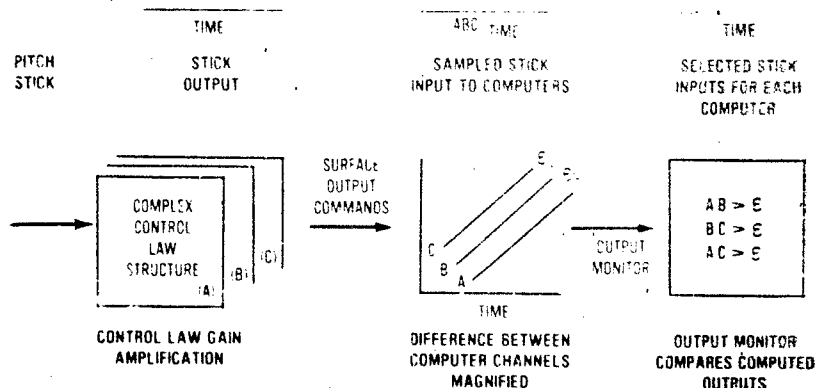 TIME
ABC TIME
TIME
PITCH
STICK
STICK
OUTPUT
SAMPLED STICK
INPUT TO COMPUTERS
SELECTED STICK
INPUTS FOR EACH
COMPUTER
COMPLEX
CONTROL
LAW
STRUCTURE
(A)
(B)
(C)
SURFACE
OUTPUT
COMMANDS
C
B
A
TIME
OUTPUT
MONITOR
AB > ε
BC > ε
AC > ε
CONTROL LAW GAIN
AMPLIFICATION
DIFFERENCE BETWEEN
COMPUTER CHANNELS
MAGNIFIED
OUTPUT MONITOR
COMPARES COMPUTED
OUTPUTS